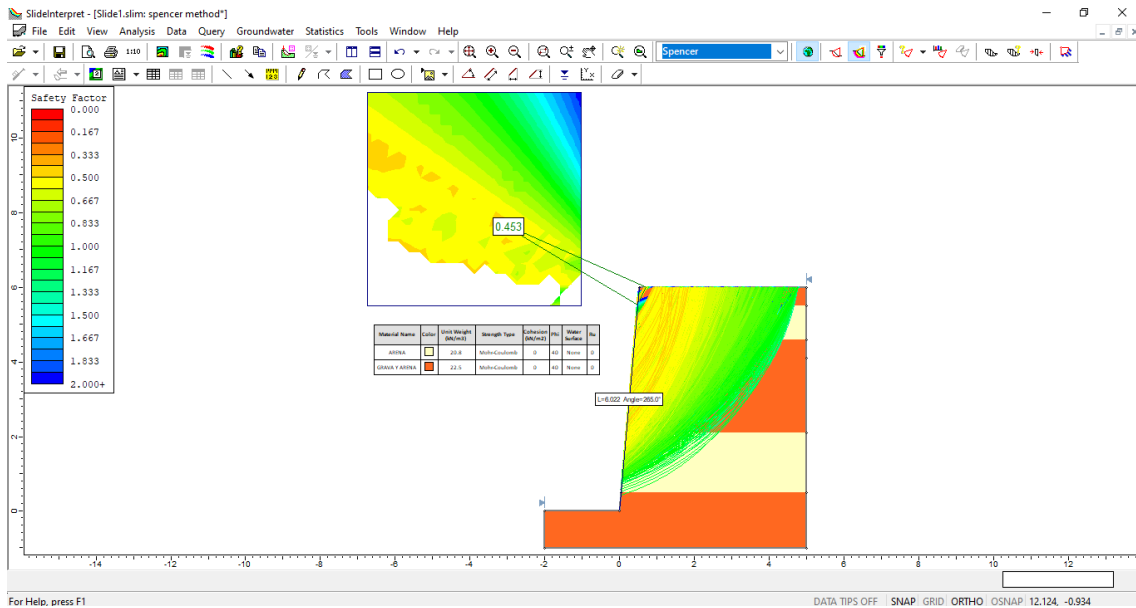 SlideInterpret - [Slide1.slim: spencer method*]
File Edit View Analysis Data Query Groundwater Statistics Tools Window Help
1:10
Spencer
Safety Factor
0.000
0.167
0.333
0.500
0.667
0.833
1.000
1.167
1.333
1.500
1.667
1.833
2.000+
0.453
Material Name Color Unit Weight (kN/m3) Strength Type Cohesion (kN/m2) Phi Water Surface Ru
ARENA 20.8 Mohr-Coulomb 0 40 None 0
GRAVA Y ARENA 22.5 Mohr-Coulomb 0 40 None 0
L=6.022 Angle=265.0°
10
8
6
4
2
0
-14 -12 -10 -8 -6 -4 -2 0 2 4 6 8 10 12
For Help, press F1
DATA TIPS OFF SNAP GRID ORTHO OSNAP 12.124, -0.934